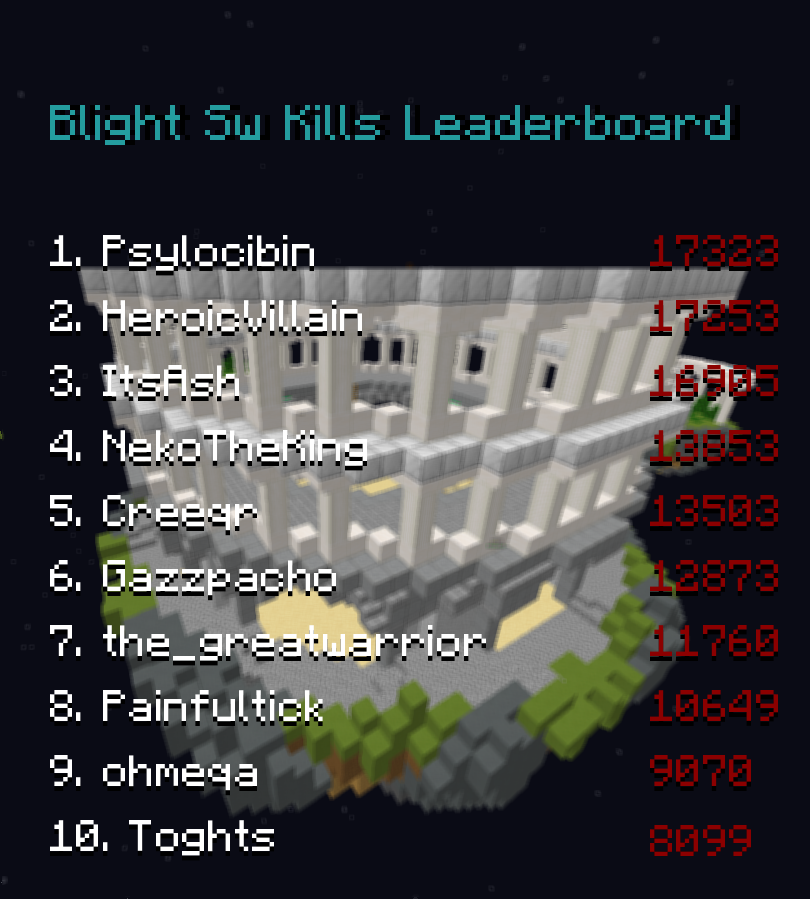 Blight Sw Kills Leaderboard
1. Psylocibin 17323
2. HeroicVillain 17253
3. ItsAsh 16905
4. NekoTheKing 13853
5. Creeqr 13503
6. Gazzpacho 12873
7. the_greatwarrior 11760
8. Painfultick 10649
9. ohmeqa 9070
10. Toghts 8099